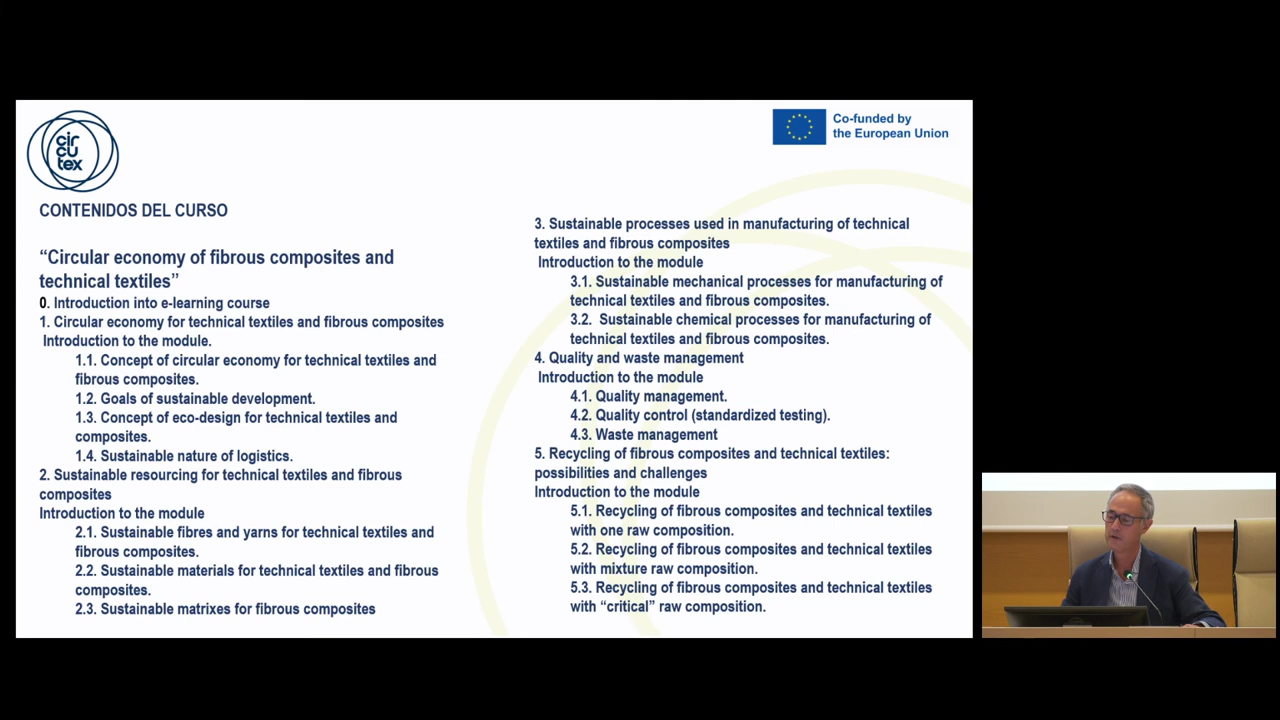 cir
cu
tex
Co-funded by
the European Union
CONTENIDOS DEL CURSO
“Circular economy of fibrous composites and
technical textiles”
0. Introduction into e-learning course
1. Circular economy for technical textiles and fibrous composites
Introduction to the module.
1.1. Concept of circular economy for technical textiles and
fibrous composites.
1.2. Goals of sustainable development.
1.3. Concept of eco-design for technical textiles and
composites.
1.4. Sustainable nature of logistics.
2. Sustainable resourcing for technical textiles and fibrous
composites
Introduction to the module
2.1. Sustainable fibres and yarns for technical textiles and
fibrous composites.
2.2. Sustainable materials for technical textiles and fibrous
composites.
2.3. Sustainable matrixes for fibrous composites
3. Sustainable processes used in manufacturing of technical
textiles and fibrous composites
Introduction to the module
3.1. Sustainable mechanical processes for manufacturing of
technical textiles and fibrous composites.
3.2. Sustainable chemical processes for manufacturing of
technical textiles and fibrous composites.
4. Quality and waste management
Introduction to the module
4.1. Quality management.
4.2. Quality control (standardized testing).
4.3. Waste management
5. Recycling of fibrous composites and technical textiles:
possibilities and challenges
Introduction to the module
5.1. Recycling of fibrous composites and technical textiles
with one raw composition.
5.2. Recycling of fibrous composites and technical textiles
with mixture raw composition.
5.3. Recycling of fibrous composites and technical textiles
with “critical” raw composition.